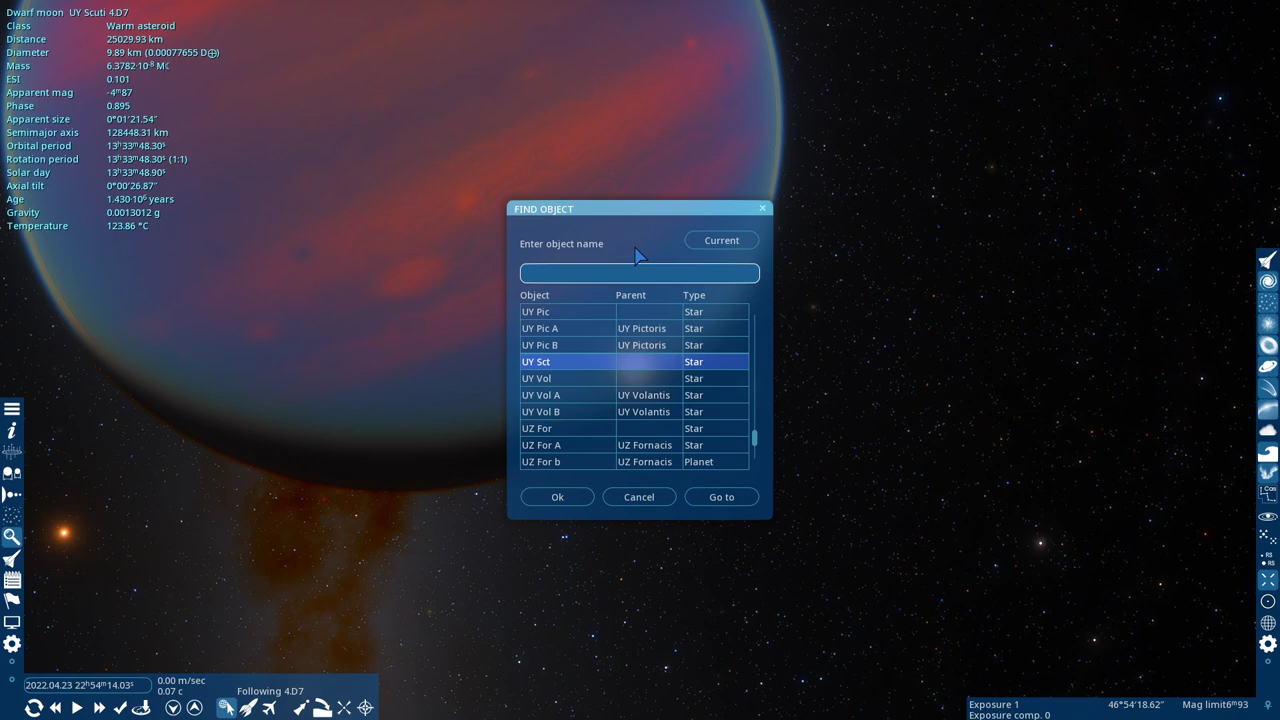 Dwarf moon UY Scuti 4.D7
Class Warm asteroid
Distance 25029.93 km
Diameter 9.89 km (0.00077655 D⊕)
Mass 6.3782·10⁻⁸ M☾
ESI 0.101
Apparent mag -4ᵐ87
Phase 0.895
Apparent size 0°01'21.54"
Semimajor axis 128448.31 km
Orbital period 13ʰ33ᵐ48.30ˢ
Rotation period 13ʰ33ᵐ48.30ˢ (1:1)
Solar day 13ʰ33ᵐ48.90ˢ
Axial tilt 0°00'26.87"
Age 1.430·10⁶ years
Gravity 0.0013012 g
Temperature 123.86 °C
FIND OBJECT
Enter object name
Current
Object Parent Type
UY Pic Star
UY Pic A UY Pictoris Star
UY Pic B UY Pictoris Star
UY Sct Star
UY Vol Star
UY Vol A UY Volantis Star
UY Vol B UY Volantis Star
UZ For Star
UZ For A UZ Fornacis Star
UZ For b UZ Fornacis Planet
Ok Cancel Go to
Con
RS
RS
2022.04.23 22ʰ54ᵐ14.03ˢ
0.00 m/sec
0.07 c
Following 4.D7
Exposure 1 46°54'18.62" Mag limit6ᵐ93
Exposure comp. 0